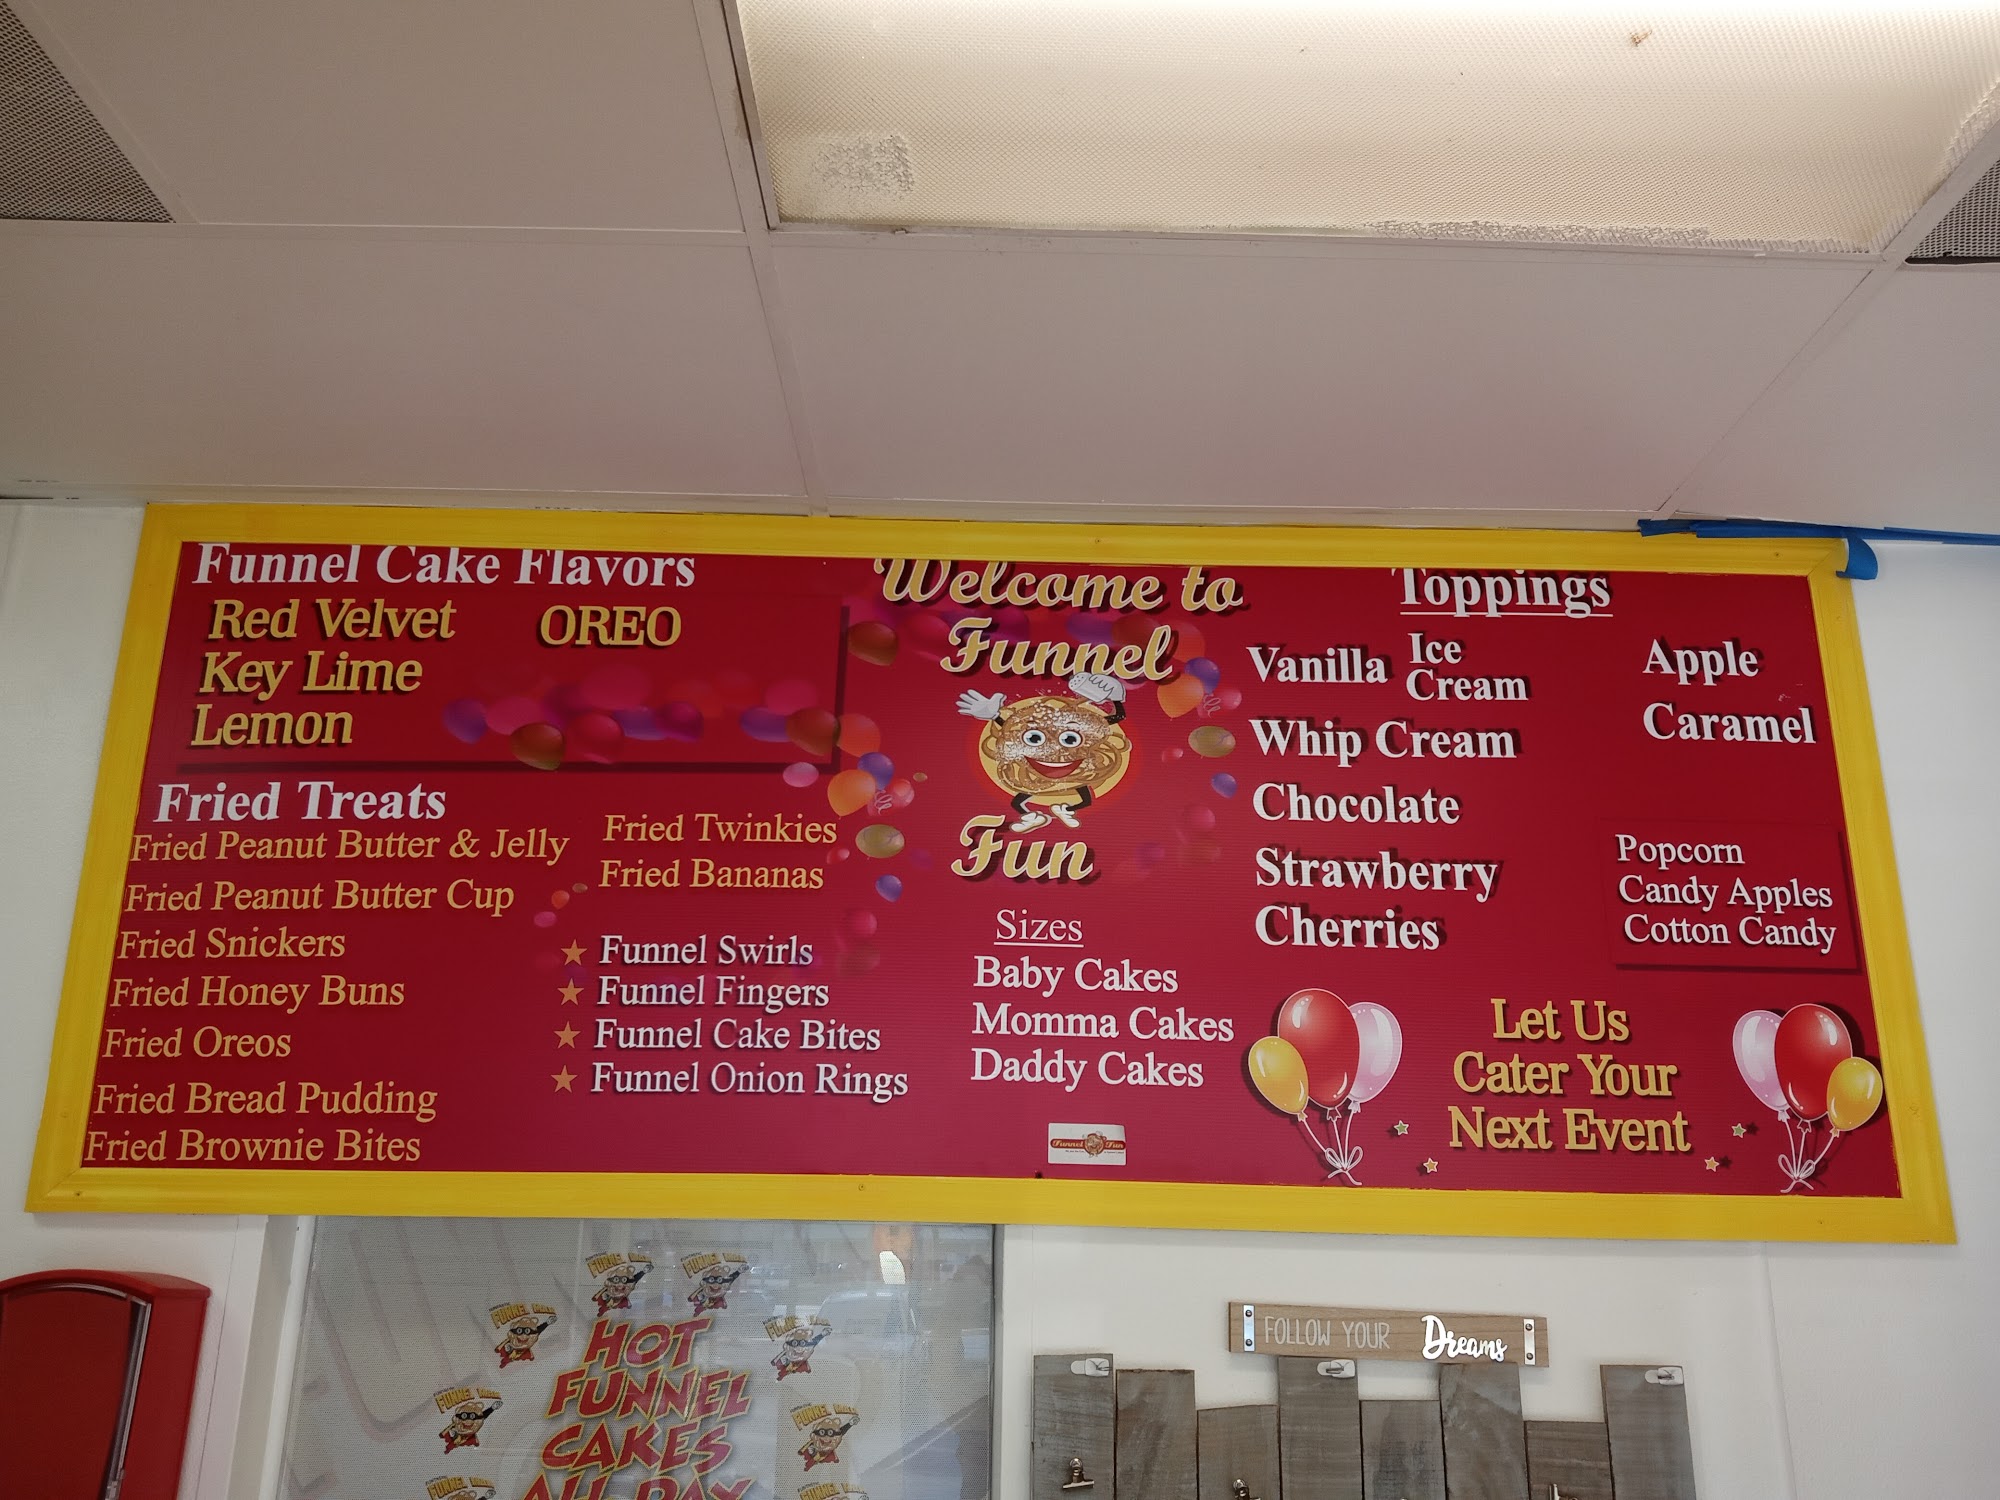 Funnel Cake Flavors
Red Velvet
OREO
Key Lime
Lemon
Fried Treats
Fried Peanut Butter & Jelly
Fried Peanut Butter Cup
Fried Snickers
Fried Honey Buns
Fried Oreos
Fried Bread Pudding
Fried Brownie Bites
Fried Twinkies
Fried Bananas
Funnel Swirls
Funnel Fingers
Funnel Cake Bites
Funnel Onion Rings
Welcome to
Funnel
Fun
Sizes
Baby Cakes
Momma Cakes
Daddy Cakes
Funnel Fun
Toppings
Vanilla Ice
Cream
Whip Cream
Chocolate
Strawberry
Cherries
Apple
Caramel
Popcorn
Candy Apples
Cotton Candy
Let Us
Cater Your
Next Event
FOLLOW YOUR Dreams
HOT
FUNNEL
CAKES
ALL DAY